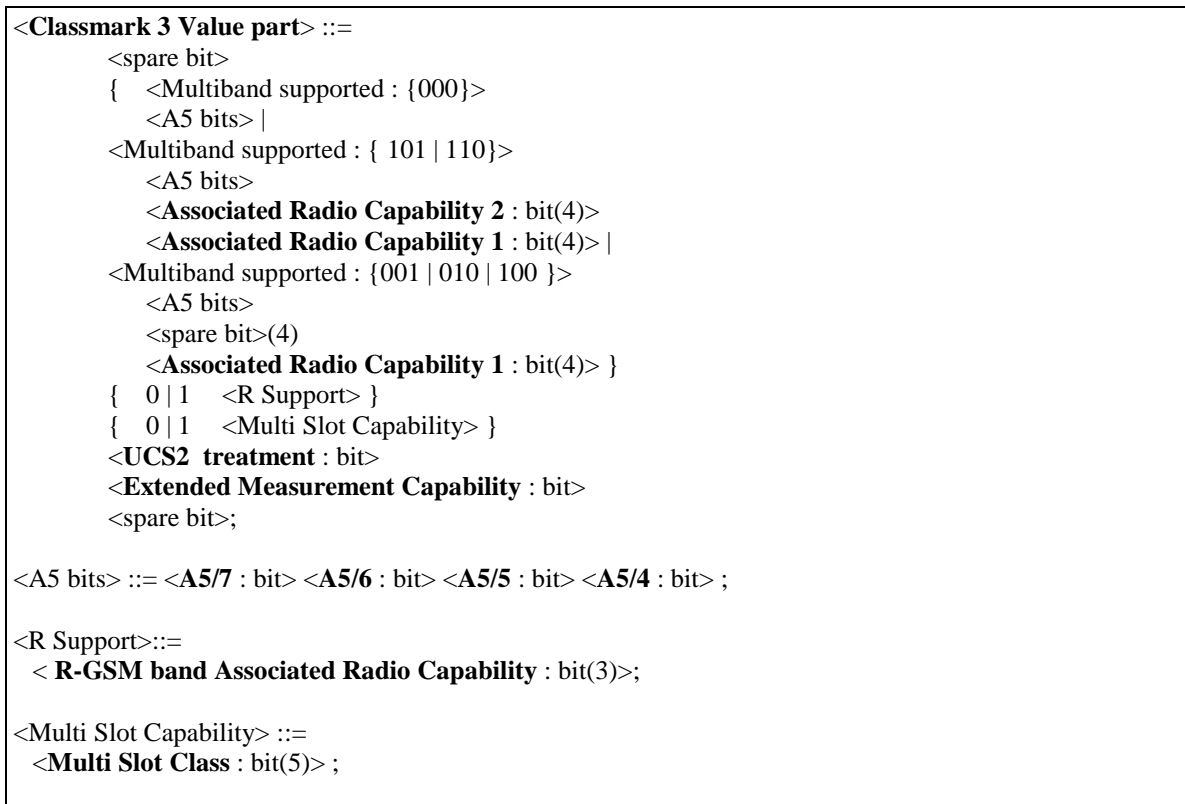 <Classmark 3 Value part> ::=
<spare bit>
{ <Multiband supported : {000}>
<A5 bits> |
<Multiband supported : { 101 | 110}>
<A5 bits>
<Associated Radio Capability 2 : bit(4)>
<Associated Radio Capability 1 : bit(4)> |
<Multiband supported : {001 | 010 | 100 }>
<A5 bits>
<spare bit>(4)
<Associated Radio Capability 1 : bit(4)> }
{ 0 | 1 <R Support> }
{ 0 | 1 <Multi Slot Capability> }
<UCS2 treatment : bit>
<Extended Measurement Capability : bit>
<spare bit>;
<A5 bits> ::= <A5/7 : bit> <A5/6 : bit> <A5/5 : bit> <A5/4 : bit> ;
<R Support>::=
< R-GSM band Associated Radio Capability : bit(3)>;
<Multi Slot Capability> ::=
<Multi Slot Class : bit(5)> ;